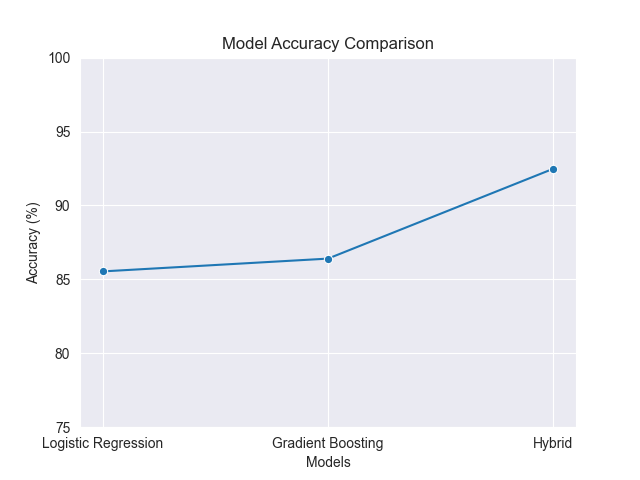 Model Accuracy Comparison
100
95
90
85
80
75
Accuracy (%)
Logistic Regression Gradient Boosting Hybrid
Models